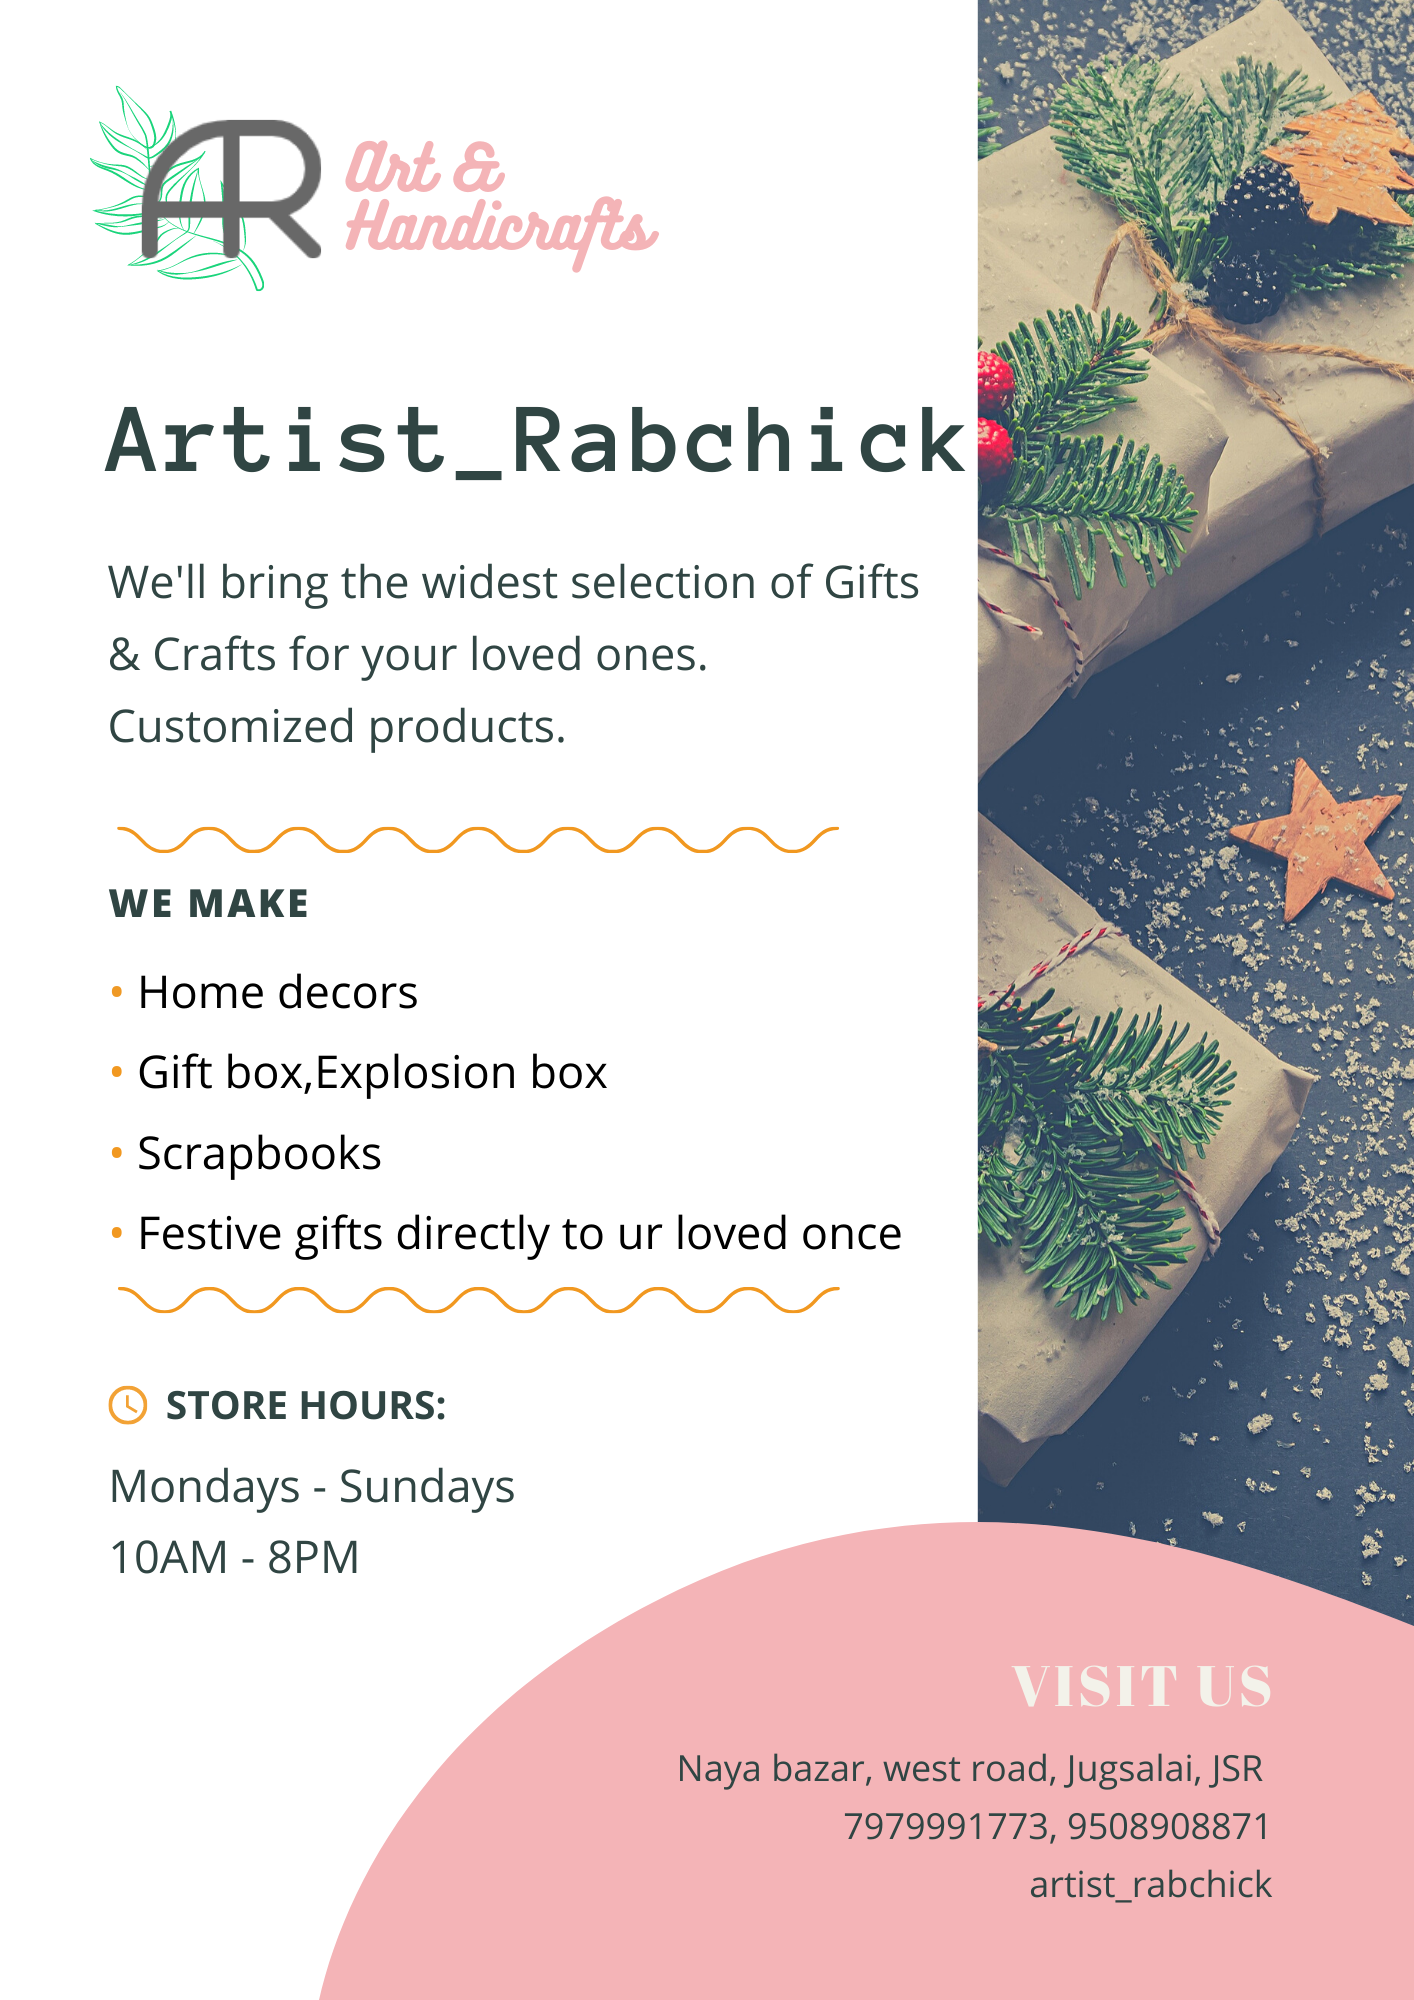 AR
Art &
Handicrafts
Artist_Rabchick
We'll bring the widest selection of Gifts
& Crafts for your loved ones.
Customized products.
WE MAKE
• Home decors
• Gift box,Explosion box
• Scrapbooks
• Festive gifts directly to ur loved once
STORE HOURS:
Mondays - Sundays
10AM - 8PM
VISIT US
Naya bazar, west road, Jugsalai, JSR
7979991773, 9508908871
artist_rabchick